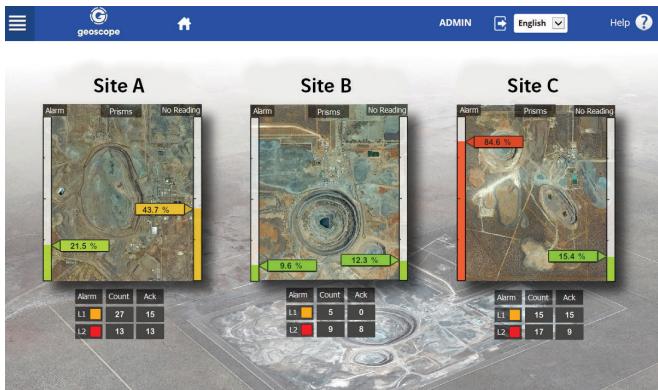 geoscope
ADMIN
English
Help ?
Site A
Site B
Site C
Alarm Prisms No Reading
Alarm Prisms No Reading
Alarm Prisms No Reading
84.6 %
43.7 %
21.5 %
9.6 %
12.3 %
15.4 %
Alarm Count Ack
L1 27 15
L2 13 13
Alarm Count Ack
L1 5 0
L2 9 8
Alarm Count Ack
L1 15 15
L2 17 9